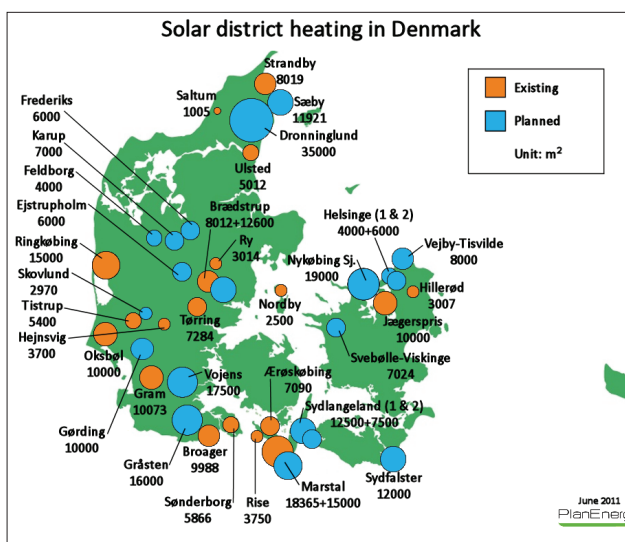 Solar district heating in Denmark
Strandby
8019
Existing
Planned
Unit: m²
Saltum
1005
Sæby
11921
Frederiks
6000
Dronninglund
35000
Karup
7000
Ulsted
5012
Feldborg
4000
Brædstrup
8012+12600
Helsinge (1 & 2)
4000+6000
Ejstrupholm
6000
Vejby-Tisvilde
8000
Ringkøbing
15000
Ry
3014
Nykøbing Sj.
19000
Skovlund
2970
Hillerød
3007
Tistrup
5400
Nordby
2500
Tørring
7284
Jægerspris
10000
Hejnsvig
3700
Oksbøl
10000
Svebølle-Viskinge
7024
Vojens
17500
Ærøskøbing
7090
Gram
10073
Sydlangeland (1 & 2)
12500+7500
Gørding
10000
Gråsten
16000
Broager
9988
Marstal
18365+15000
Sydfalster
12000
Sønderborg
5866
Rise
3750
June 2011
PlanEnerg